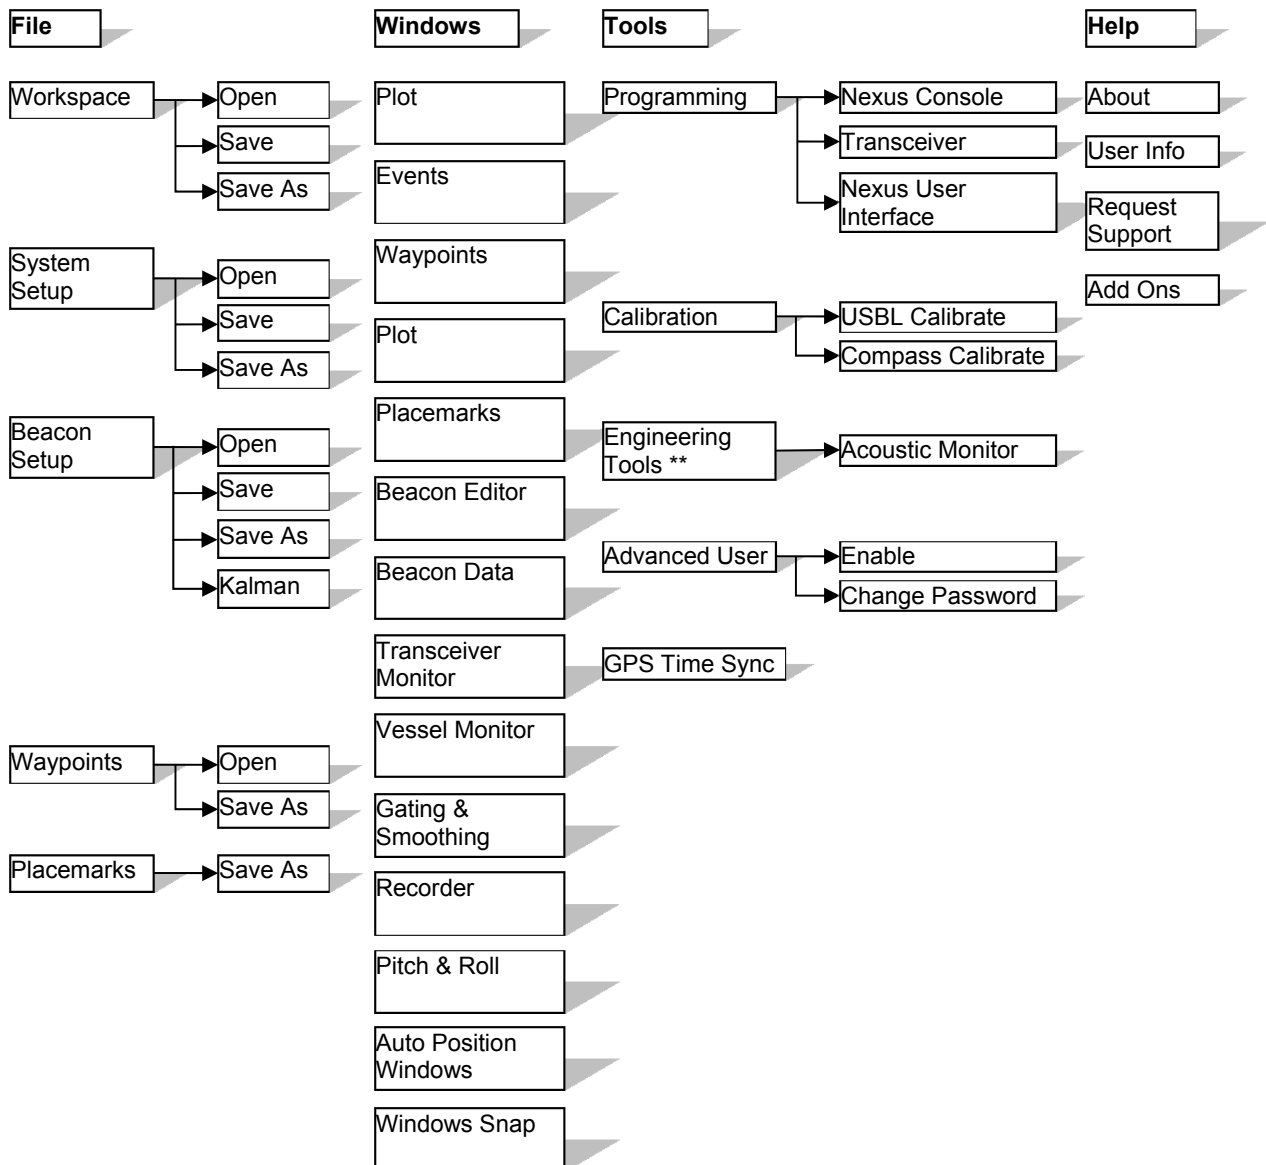 File
Workspace
Open
Save
Save As
System
Setup
Open
Save
Save As
Beacon
Setup
Open
Save
Save As
Kalman
Waypoints
Open
Save As
Placemarks
Save As
Windows
Plot
Events
Waypoints
Plot
Placemarks
Beacon Editor
Beacon Data
Transceiver
Monitor
Vessel Monitor
Gating &
Smoothing
Recorder
Pitch & Roll
Auto Position
Windows
Windows Snap
Tools
Programming
Nexus Console
Transceiver
Nexus User
Interface
Calibration
USBL Calibrate
Compass Calibrate
Engineering
Tools **
Acoustic Monitor
Advanced User
Enable
Change Password
GPS Time Sync
Help
About
User Info
Request
Support
Add Ons